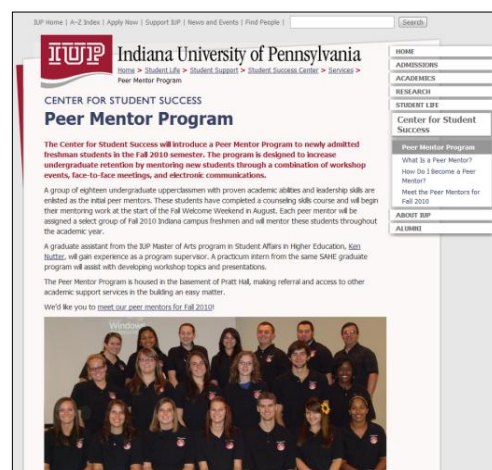 IUP Home | A-Z Index | Apply Now | Support IUP | News and Events | Find People |
Search
IUP
Indiana University of Pennsylvania
Home > Student Life > Student Support > Student Success Center > Services >
Peer Mentor Program
CENTER FOR STUDENT SUCCESS
Peer Mentor Program
The Center for Student Success will introduce a Peer Mentor Program to newly admitted
freshman students in the Fall 2010 semester. The program is designed to increase
undergraduate retention by mentoring new students through a combination of workshop
events, face-to-face meetings, and electronic communications.
A group of eighteen undergraduate upperclassmen with proven academic abilities and leadership skills are
enlisted as the initial peer mentors. These students have completed a counseling skills course and will begin
their mentoring work at the start of the Fall Welcome Weekend in August. Each peer mentor will be
assigned a select group of Fall 2010 Indiana campus freshmen and will mentor these students throughout
the academic year.
A graduate assistant from the IUP Master of Arts program in Student Affairs in Higher Education, Ken
Nutter, will gain experience as a program supervisor. A practicum intern from the same SAHE graduate
program will assist with developing workshop topics and presentations.
The Peer Mentor Program is housed in the basement of Pratt Hall, making referral and access to other
academic support services in the building an easy matter.
We'd like you to meet our peer mentors for Fall 2010!
Windows
HOME
ADMISSIONS
ACADEMICS
RESEARCH
STUDENT LIFE
Center for Student
Success
Peer Mentor Program
What Is a Peer Mentor?
How Do I Become a Peer
Mentor?
Meet the Peer Mentors for
Fall 2010
ABOUT IUP
ALUMNI